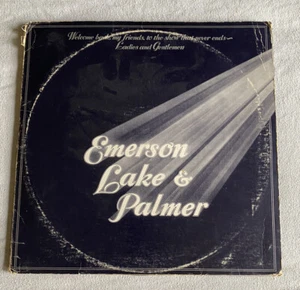 Welcome back, my friends, to the show that never ends~
Ladies and Gentlemen
Emerson
Lake &
Palmer